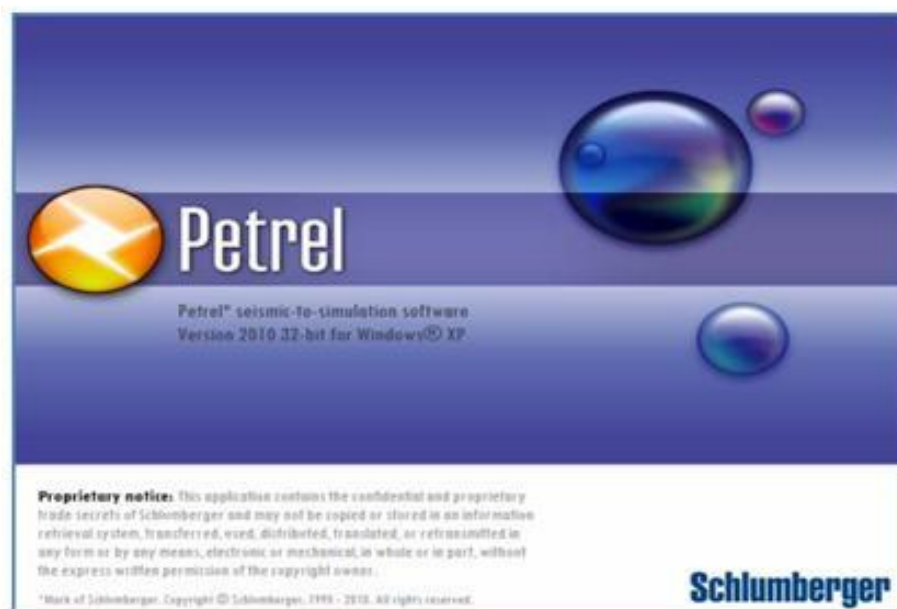 Petrel
Petrel* seismic-to-simulation software
Version 2010 32-bit for Windows® XP
Proprietary notice: This application contains the confidential and proprietary
trade secrets of Schlumberger and may not be copied or stored in an information
retrieval system, transferred, used, distributed, translated, or retransmitted in
any form or by any means, electronic or mechanical, in whole or in part, without
the express written permission of the copyright owner.
*Mark of Schlumberger. Copyright © Schlumberger, - 2010. All rights reserved.
Schlumberger